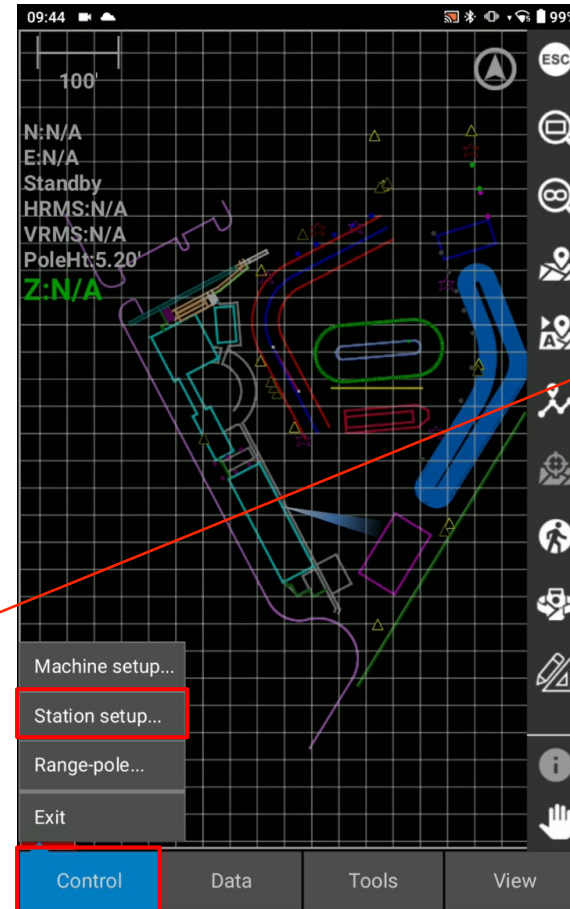 09:44
99%
100'
ESC
N:N/A
E:N/A
Standby
HRMS:N/A
VRMS:N/A
PoleHt:5.20'
Z:N/A
A
Machine setup...
Station setup...
Range-pole...
Exit
Control Data Tools View